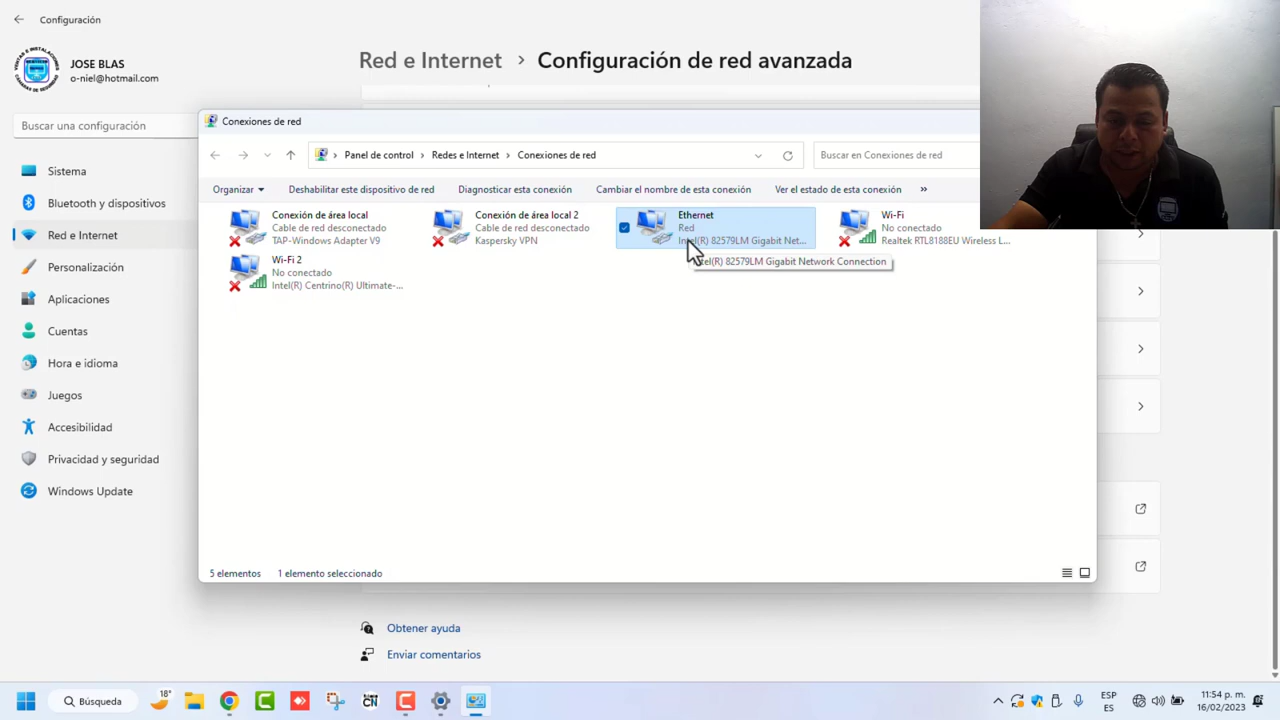 Configuración
JOSE BLAS
o-niel@hotmail.com
Buscar una configuración
Sistema
Bluetooth y dispositivos
Red e Internet
Personalización
Aplicaciones
Cuentas
Hora e idioma
Juegos
Accesibilidad
Privacidad y seguridad
Windows Update
Red e Internet > Configuración de red avanzada
Conexiones de red
Panel de control > Redes e Internet > Conexiones de red
Buscar en Conexiones de red
Organizar
Deshabilitar este dispositivo de red
Diagnosticar esta conexión
Cambiar el nombre de esta conexión
Ver el estado de esta conexión
»
Conexión de área local
Cable de red desconectado
TAP-Windows Adapter V9
Conexión de área local 2
Cable de red desconectado
Kaspersky VPN
Ethernet
Red
Intel(R) 82579LM Gigabit Net...
Wi-Fi
No conectado
Realtek RTL8188EU Wireless L...
Wi-Fi 2
No conectado
Intel(R) Centrino(R) Ultimate-...
ntel(R) 82579LM Gigabit Network Connection
5 elementos
1 elemento seleccionado
Obtener ayuda
Enviar comentarios
Búsqueda
18°
CN
ESP
ES
11:54 p. m.
16/02/2023